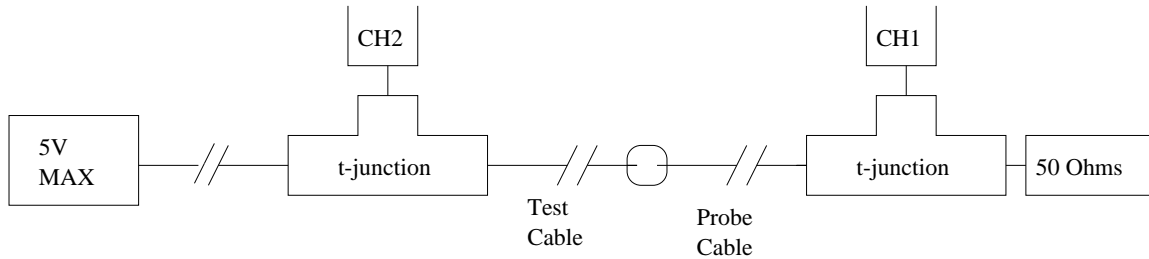 CH2
CH1
5V
MAX
t-junction
t-junction
50 Ohms
Test
Cable
Probe
Cable